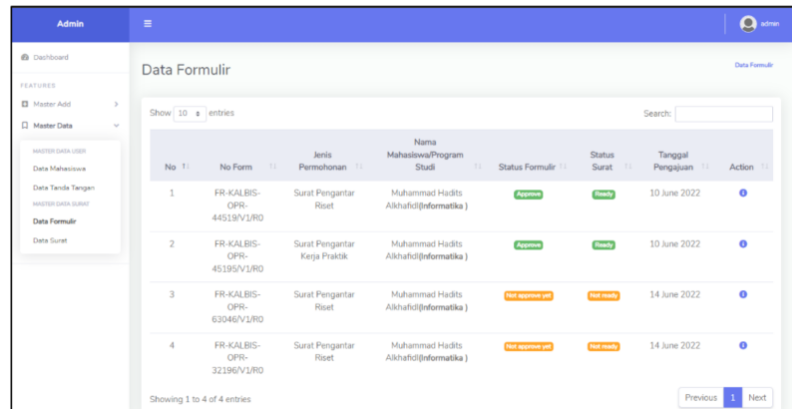 Admin
admin
Dashboard
FEATURES
Master Add
Master Data
MASTER DATA USER
Data Mahasiswa
Data Tanda Tangan
MASTER DATA SURAT
Data Formulir
Data Surat
Data Formulir
Data Formulir
Show 10 entries
Search:
No No Form Jenis Permohonan Nama Mahasiswa/Program Studi Status Formulir Status Surat Tanggal Pengajuan Action
1 FR-KALBIS-OPR-44519/V1/R0 Surat Pengantar Riset Muhammad Hadits Alkhafidl(Informatika ) Approve Ready 10 June 2022
2 FR-KALBIS-OPR-45195/V1/R0 Surat Pengantar Kerja Praktik Muhammad Hadits Alkhafidl(Informatika ) Approve Ready 10 June 2022
3 FR-KALBIS-OPR-63046/V1/R0 Surat Pengantar Riset Muhammad Hadits Alkhafidl(Informatika ) Not approve yet Not ready 14 June 2022
4 FR-KALBIS-OPR-32196/V1/R0 Surat Pengantar Riset Muhammad Hadits Alkhafidl(Informatika ) Not approve yet Not ready 14 June 2022
Showing 1 to 4 of 4 entries
Previous 1 Next